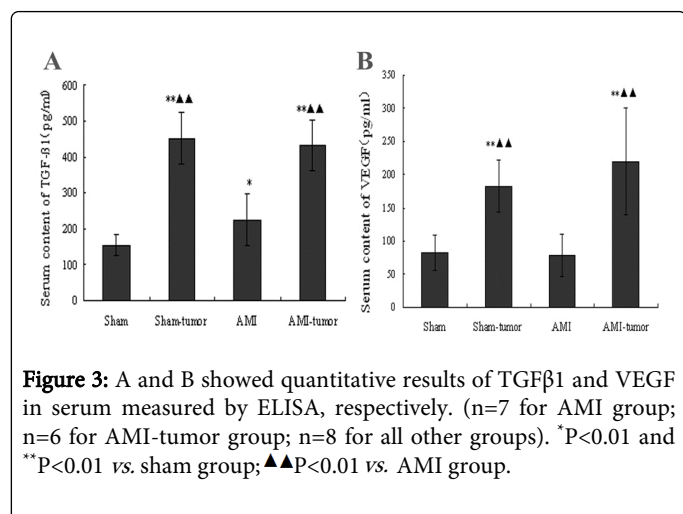 A
B
Serum content of TGF-ß1(pg/ml)
600
500
400
300
200
100
0
**▲▲
*
**▲▲
Sham
Sham-tumor
AMI
AMI-tumor
Serum content of VEGF(pg/ml)
350
300
250
200
150
100
50
0
**▲▲
**▲▲
Sham
Sham-tumor
AMI
AMI-tumor
Figure 3: A and B showed quantitative results of TGFβ1 and VEGF
in serum measured by ELISA, respectively. (n=7 for AMI group;
n=6 for AMI-tumor group; n=8 for all other groups). *P<0.01 and
**P<0.01 vs. sham group; ▲▲P<0.01 vs. AMI group.